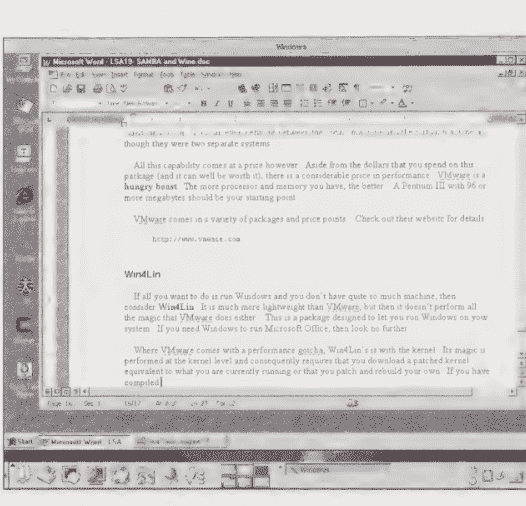 Windows
Microsoft Word - LSA19- SAMBA and Wine.doc
File Edit View Insert Format Tools Table Window Help
B I U
though they were two separate systems
All this capability comes at a price however Aside from the dollars that you spend on this
package (and it can well be worth it), there is a considerable price in performance VMware is a
hungry beast The more processor and memory you have, the better A Pentium III with 96 or
more megabytes should be your starting point
VMware comes in a variety of packages and price points Check out their website for details
http://www.vmware.com
Win4Lin
If all you want to do is run Windows and you don't have quite so much machine, then
consider Win4Lin It is much more lightweight than VMware, but then it doesn't perform all
the magic that VMware does either This is a package designed to let you run Windows on your
system If you need Windows to run Microsoft Office, then look no further
Where VMware comes with a performance gotcha, Win4Lin's is with the kernel Its magic is
performed at the kernel level and consequently requires that you download a patched kernel
equivalent to what you are currently running or that you patch and rebuild your own If you have
compiled
Start Microsoft Word LSA
Windows